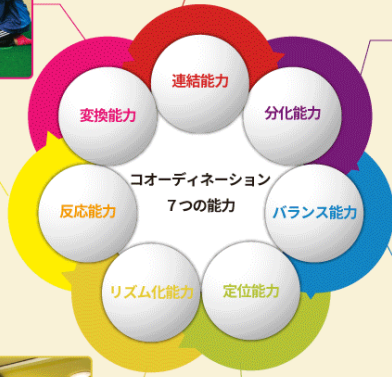 連結能力
分化能力
バランス能力
定位能力
リズム化能力
反応能力
変換能力
コオーディネーション
7つの能力